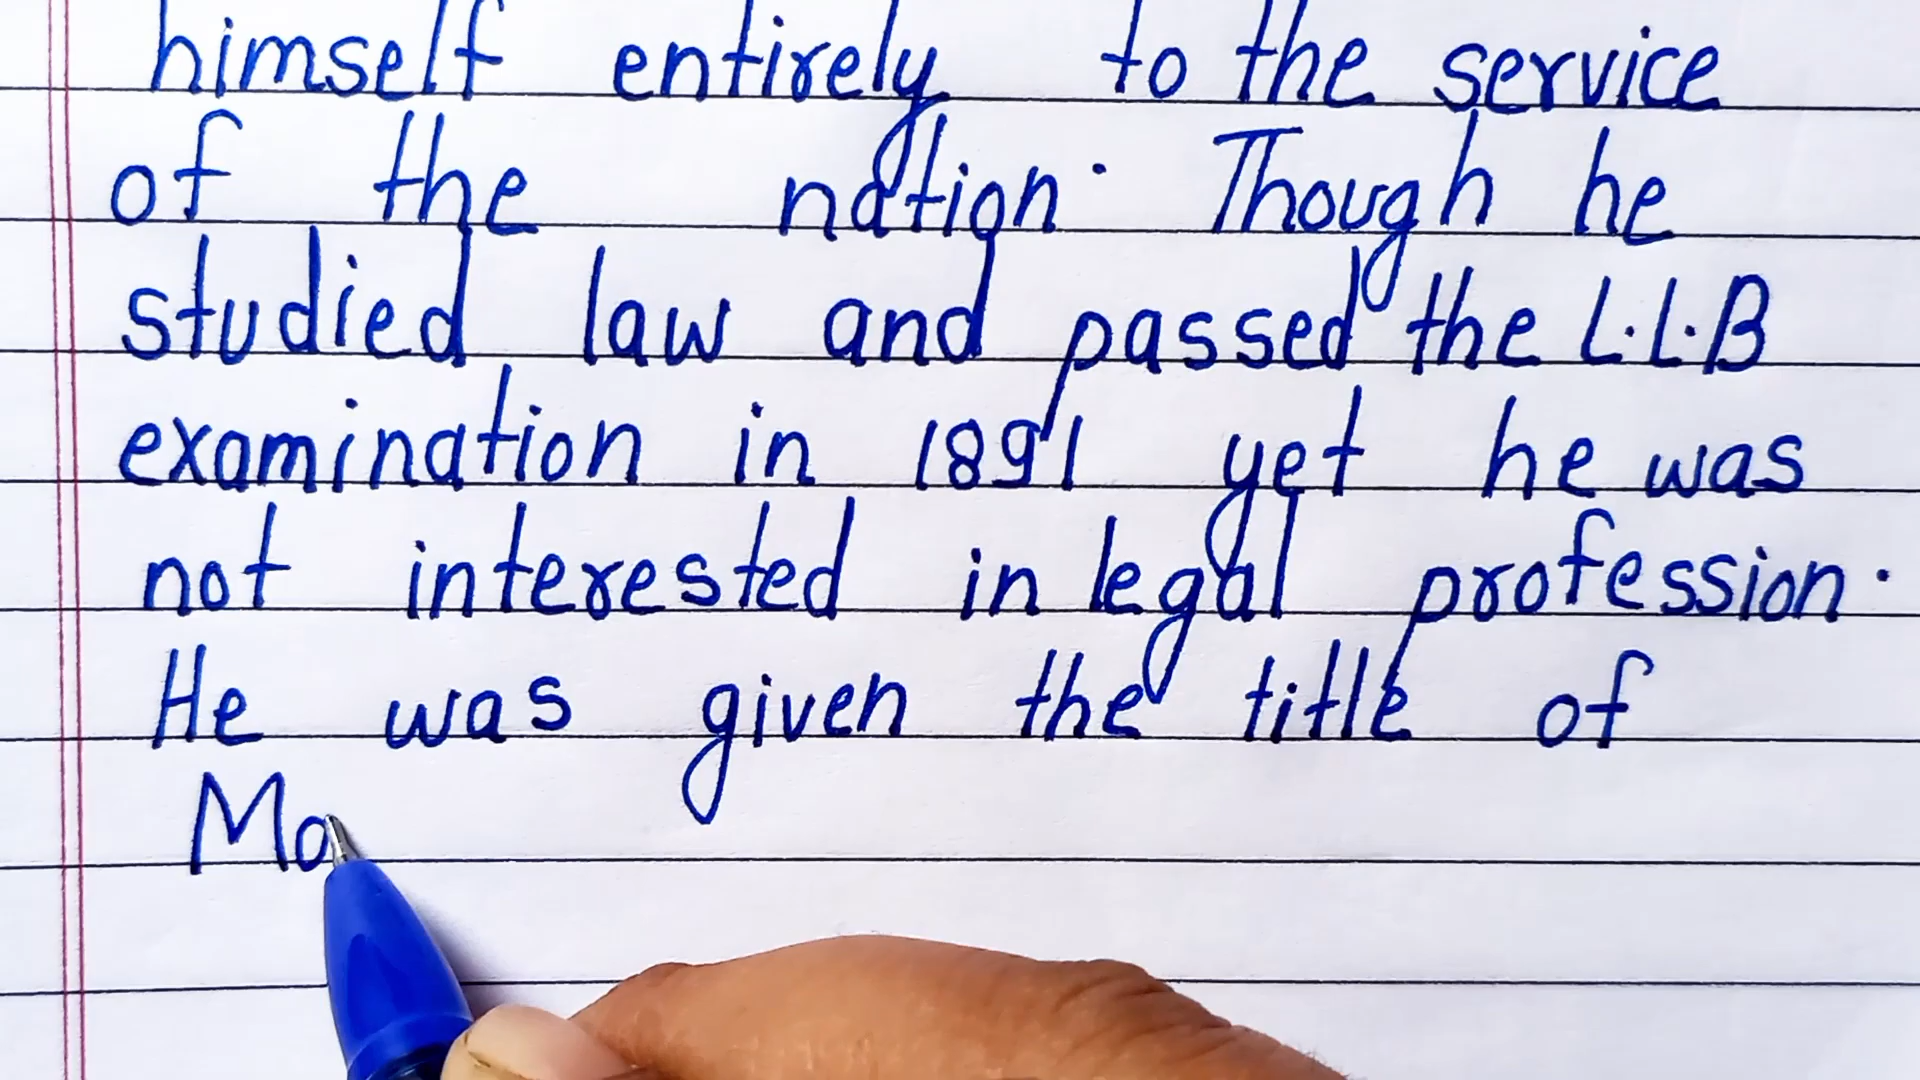 himself entirely to the service
of the nation. Though he
studied law and passed the L.L.B
examination in 1891 yet he was
not interested in legal profession.
He was given the title of
Ma